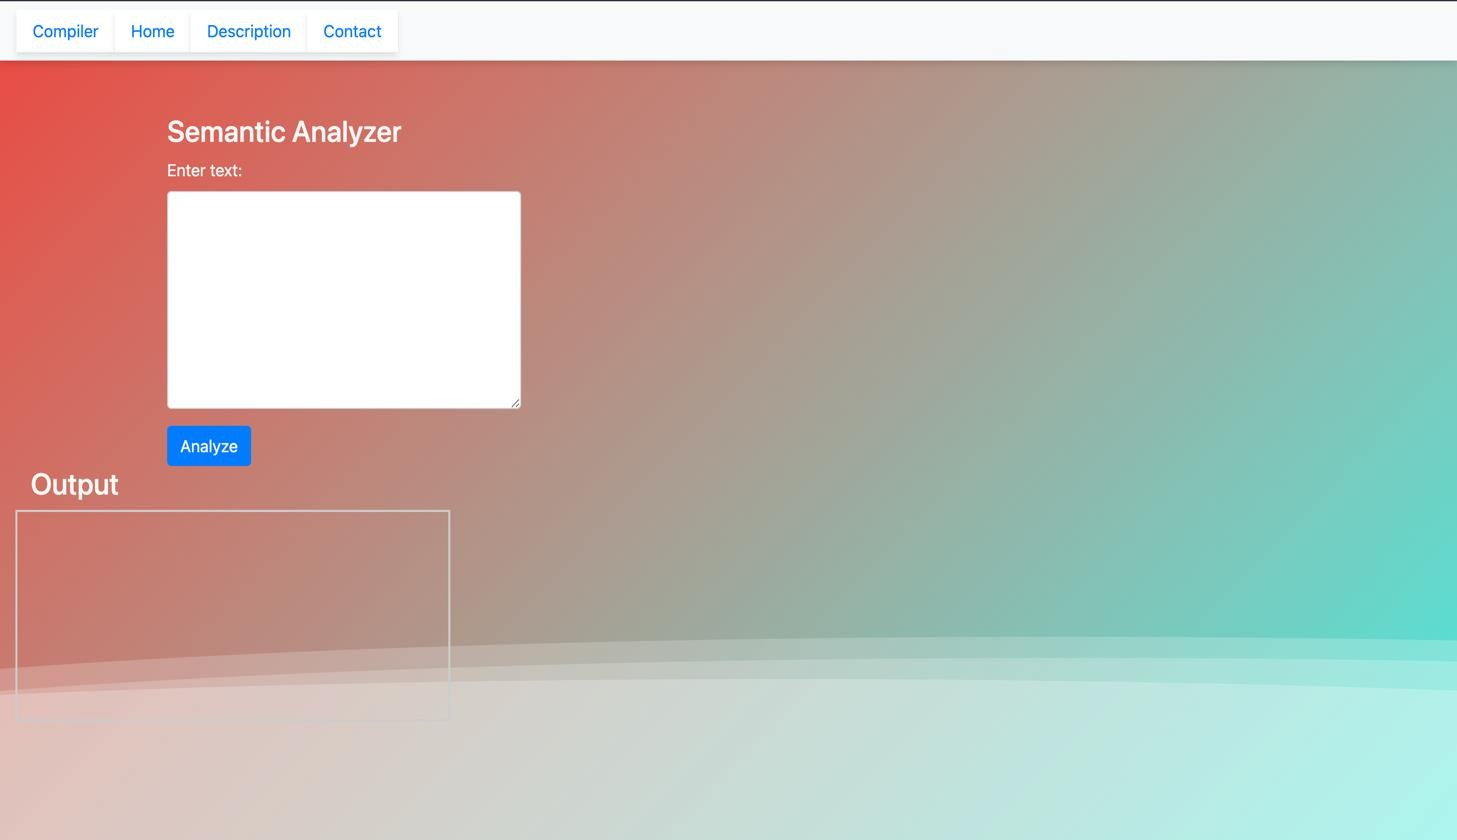 Compiler Home Description Contact
Semantic Analyzer
Enter text:
Analyze
Output